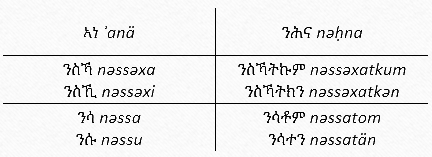 ኣነ ʾanä ንሕና nəḥna
ንስኻ nəssəxa ንስኻትኩም nəssəxatkum
ንስኺ nəssəxi ንስኻትክን nəssəxatkən
ንሳ nəssa ንሳቶም nəssatom
ንሱ nəssu ንሳተን nəssatän